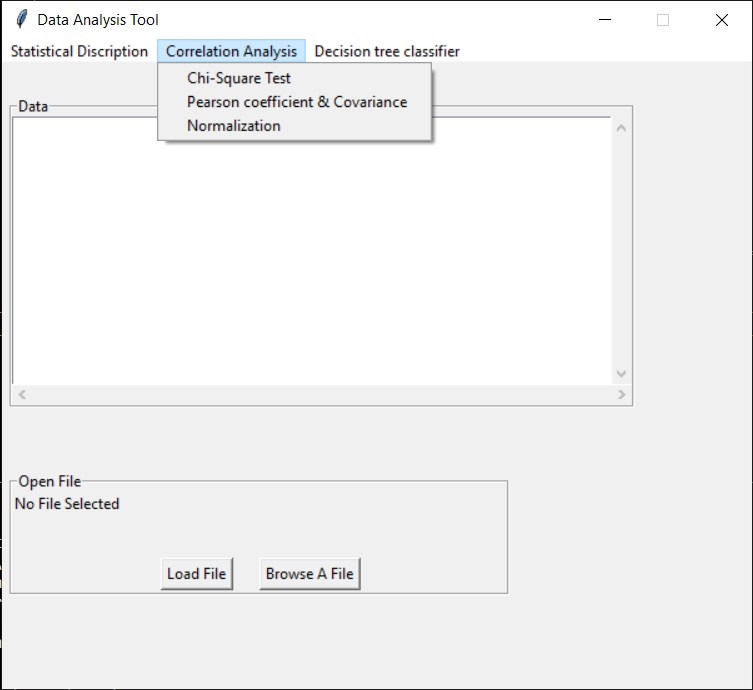 Data Analysis Tool
Statistical Discription Correlation Analysis Decision tree classifier
Chi-Square Test
Pearson coefficient & Covariance
Normalization
Data
Open File
No File Selected
Load File Browse A File